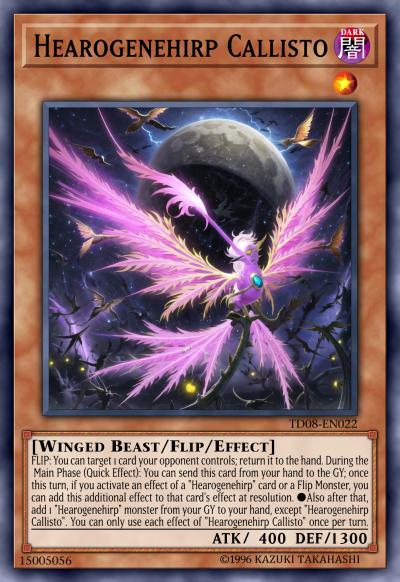 Hearogenehirp Callisto
DARK
闇
TD08-EN022
[Winged Beast/Flip/Effect]
FLIP: You can target 1 card your opponent controls; return it to the hand. During the
Main Phase (Quick Effect): You can send this card from your hand to the GY; once
this turn, if you activate an effect of a "Hearogenehirp" card or a Flip Monster, you
can add this additional effect to that card's effect at resolution. ●Also after that,
add 1 "Hearogenehirp" monster from your GY to your hand, except "Hearogenehirp
Callisto". You can only use each effect of "Hearogenehirp Callisto" once per turn.
ATK/ 400 DEF/1300
15005056
©1996 KAZUKI TAKAHASHI